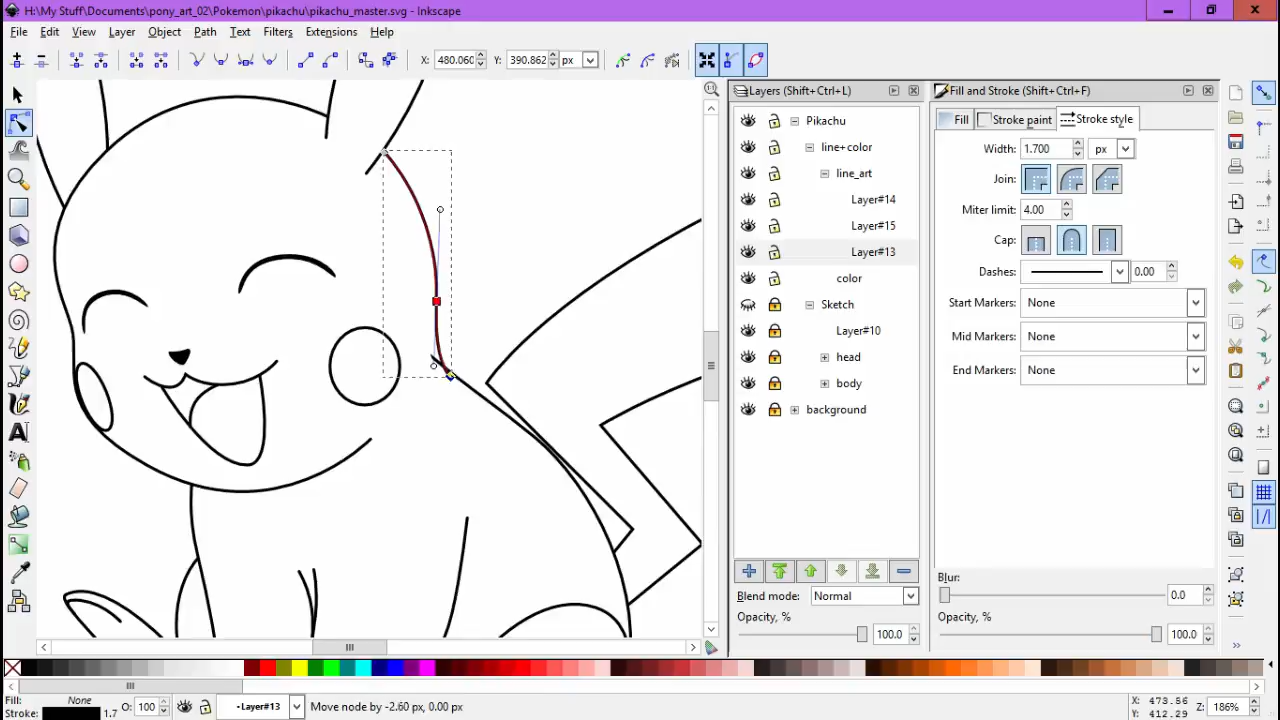 H:\My Stuff\Documents\pony_art_02\Pokemon\pikachu\pikachu_master.svg - Inkscape
File Edit View Layer Object Path Text Filters Extensions Help
X: 480.060 Y: 390.862 px
Layers (Shift+Ctrl+L)
Pikachu
line+color
line_art
Layer#14
Layer#15
Layer#13
color
Sketch
Layer#10
head
body
background
Blend mode: Normal
Opacity, % 100.0
Fill and Stroke (Shift+Ctrl+F)
Fill Stroke paint Stroke style
Width: 1.700 px
Join:
Miter limit: 4.00
Cap:
Dashes: 0.00
Start Markers: None
Mid Markers: None
End Markers: None
Blur:
0.0
Opacity, %
100.0
Fill: None
Stroke: 1.7
O: 100
-Layer#13
Move node by -2.60 px, 0.00 px
X: 473.56
Y: 412.29
Z: 186%